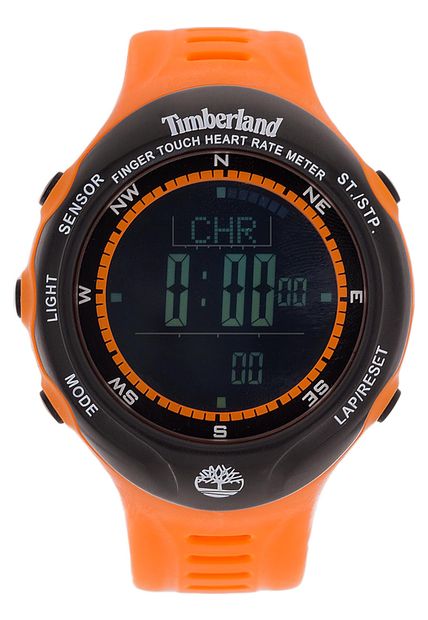 Timberland
FINGER TOUCH HEART RATE METER
SENSOR
ST./STP.
LIGHT
MODE
LAP/RESET
N
NW
NE
W
E
SW
SE
S
CHR
0:00 00
00